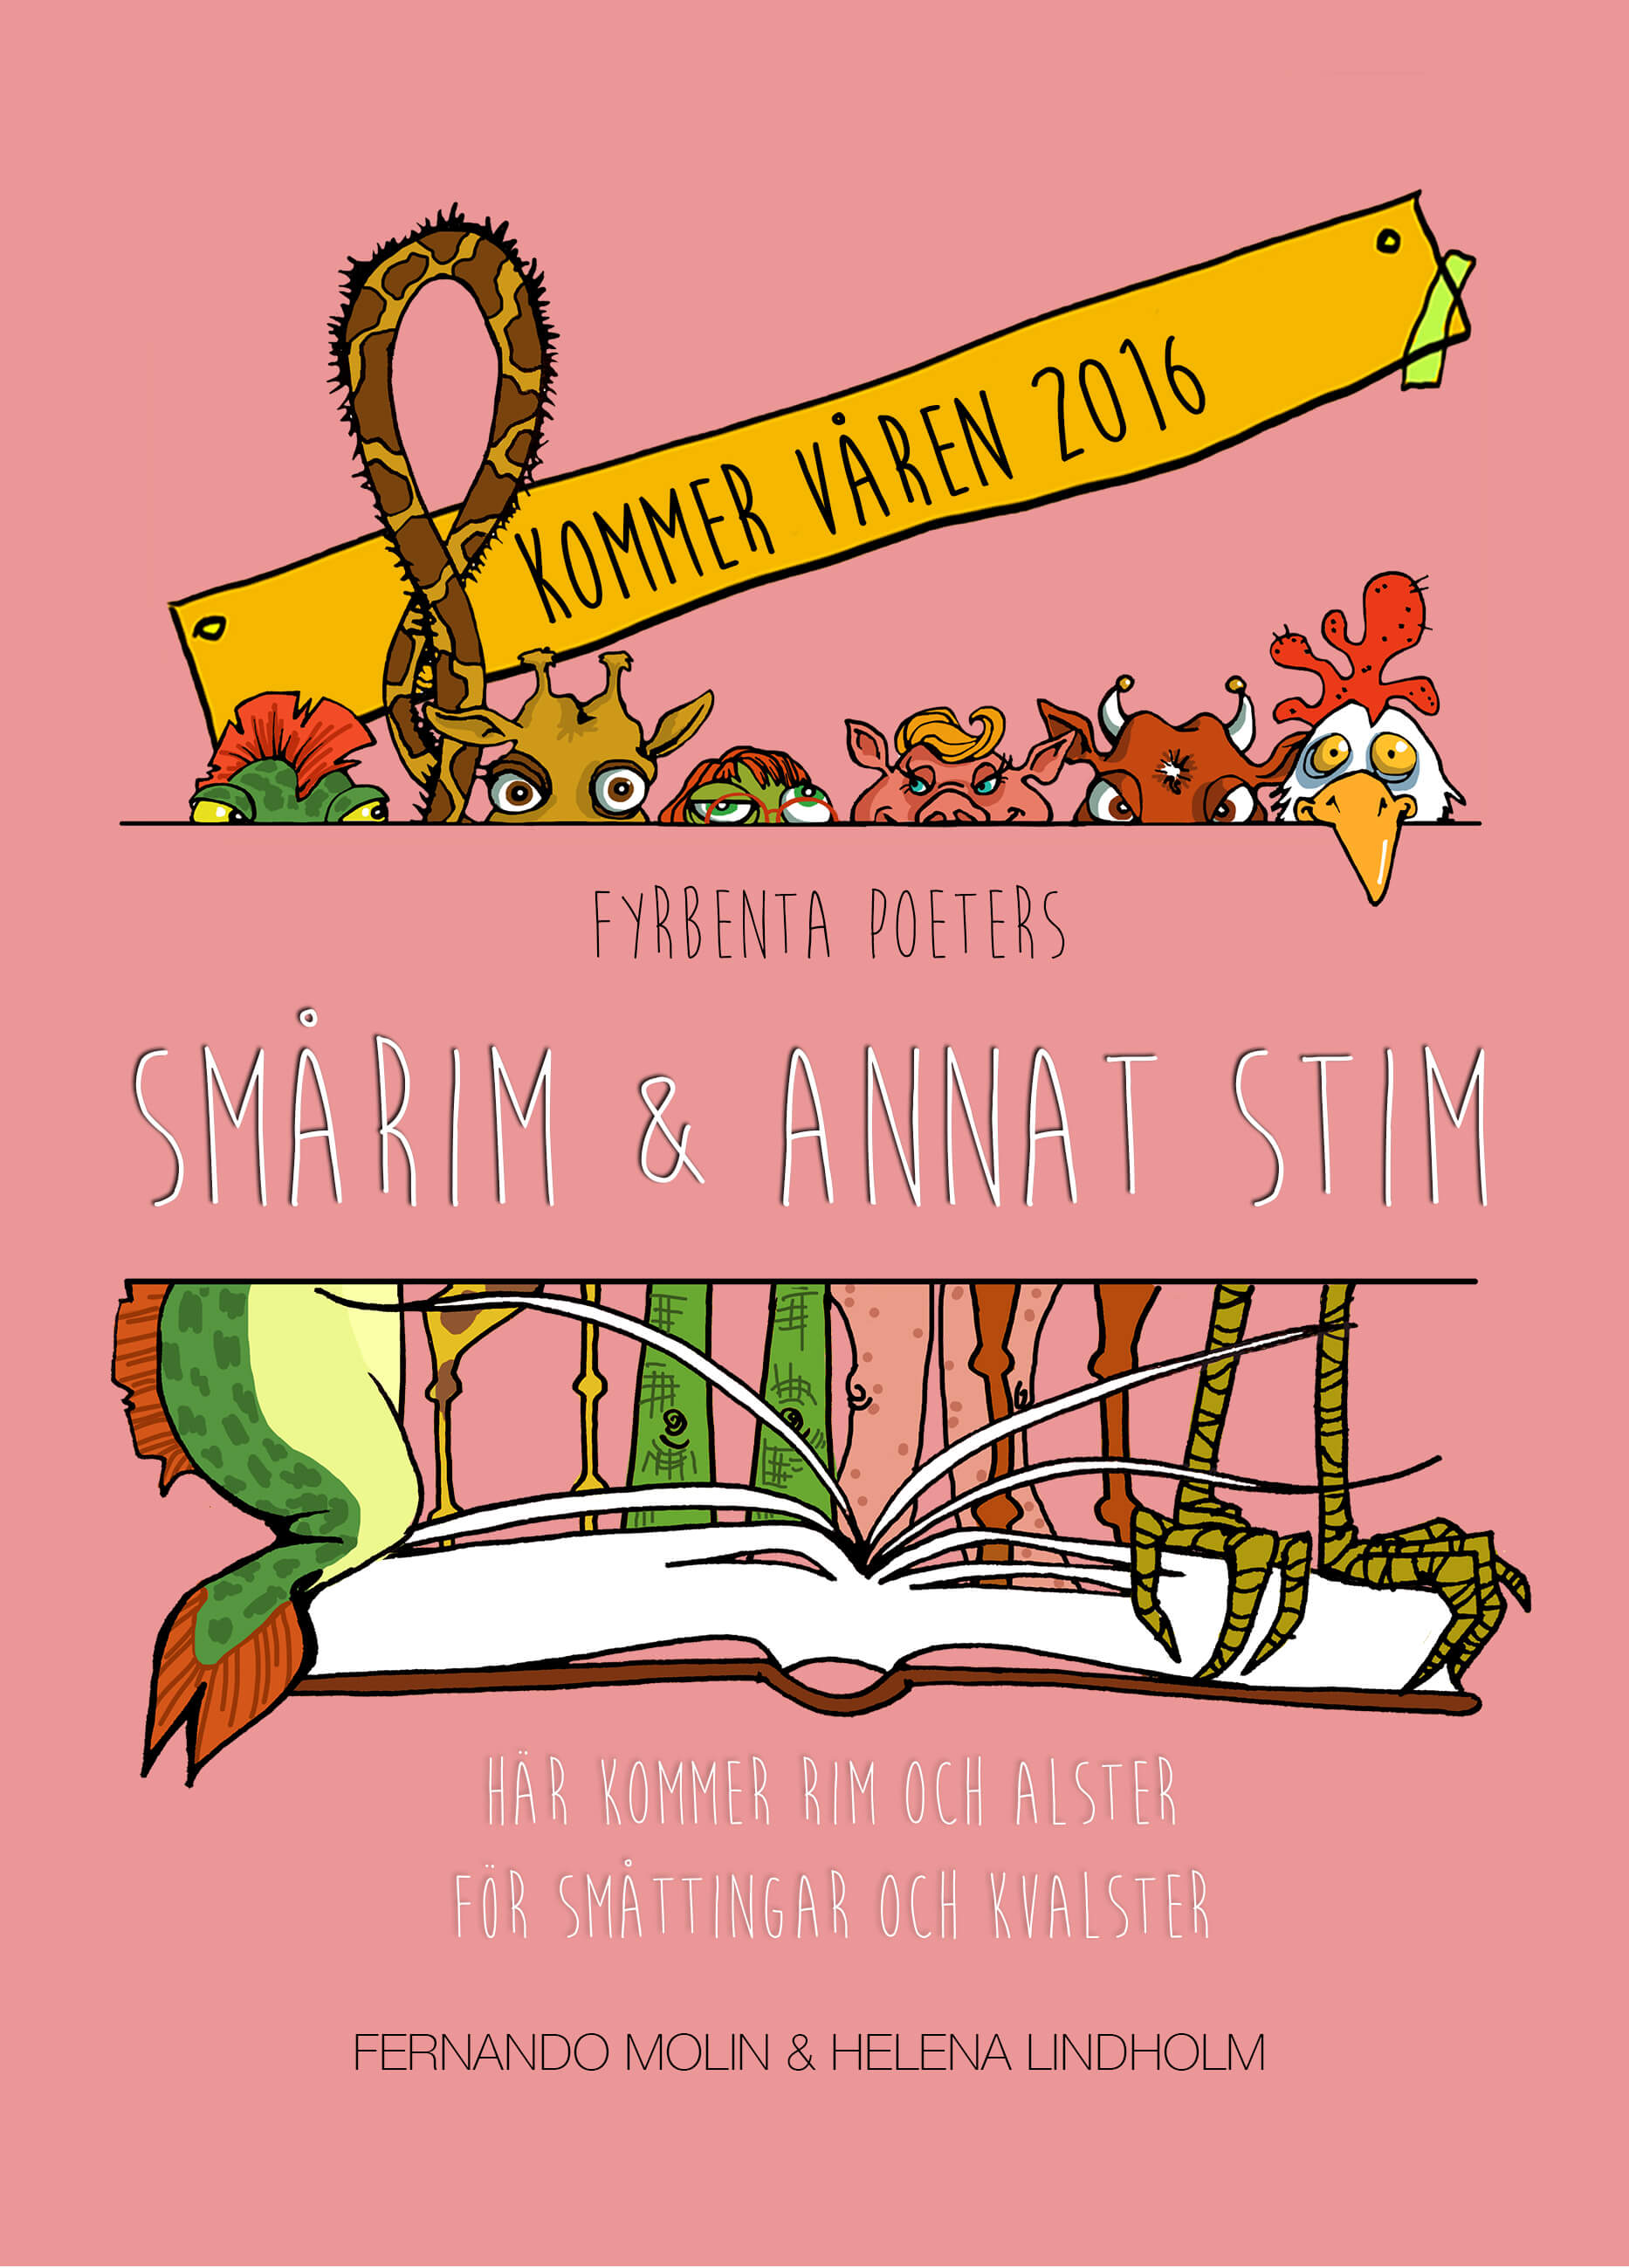 KOMMER VÅREN 2016
FYRBENTA POETERS
SMÅRIM & ANNAT STIM
HÄR KOMMER RIM OCH ALSTER
FÖR SMÅTTINGAR OCH KVALSTER
FERNANDO MOLIN & HELENA LINDHOLM